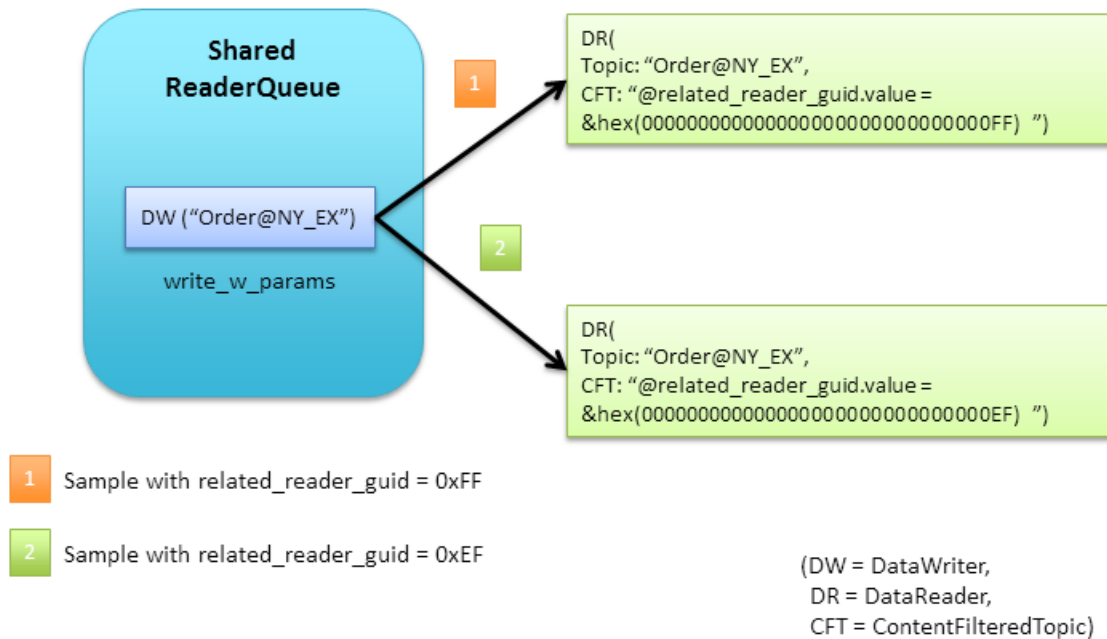 Shared
ReaderQueue
DW (“Order@NY_EX”)
write_w_params
1
2
DR(
Topic: “Order@NY_EX”,
CFT: “@related_reader_guid.value =
&hex(000000000000000000000000000000FF) ”)
DR(
Topic: “Order@NY_EX”,
CFT: “@related_reader_guid.value =
&hex(000000000000000000000000000000EF) ”)
1 Sample with related_reader_guid = 0xFF
2 Sample with related_reader_guid = 0xEF
(DW = DataWriter,
DR = DataReader,
CFT = ContentFilteredTopic)